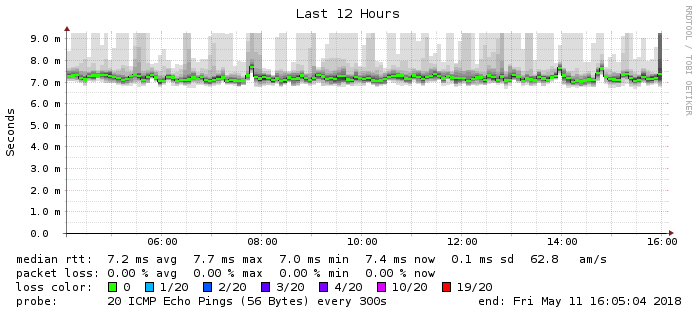 Last 12 Hours
RRDTOOL / TOBI OETIKER
Seconds
9.0 m
8.0 m
7.0 m
6.0 m
5.0 m
4.0 m
3.0 m
2.0 m
1.0 m
0.0
06:00 08:00 10:00 12:00 14:00 16:00
median rtt: 7.2 ms avg 7.7 ms max 7.0 ms min 7.4 ms now 0.1 ms sd 62.8 am/s
packet loss: 0.00 % avg 0.00 % max 0.00 % min 0.00 % now
loss color: 0 1/20 2/20 3/20 4/20 10/20 19/20
probe: 20 ICMP Echo Pings (56 Bytes) every 300s end: Fri May 11 16:05:04 2018